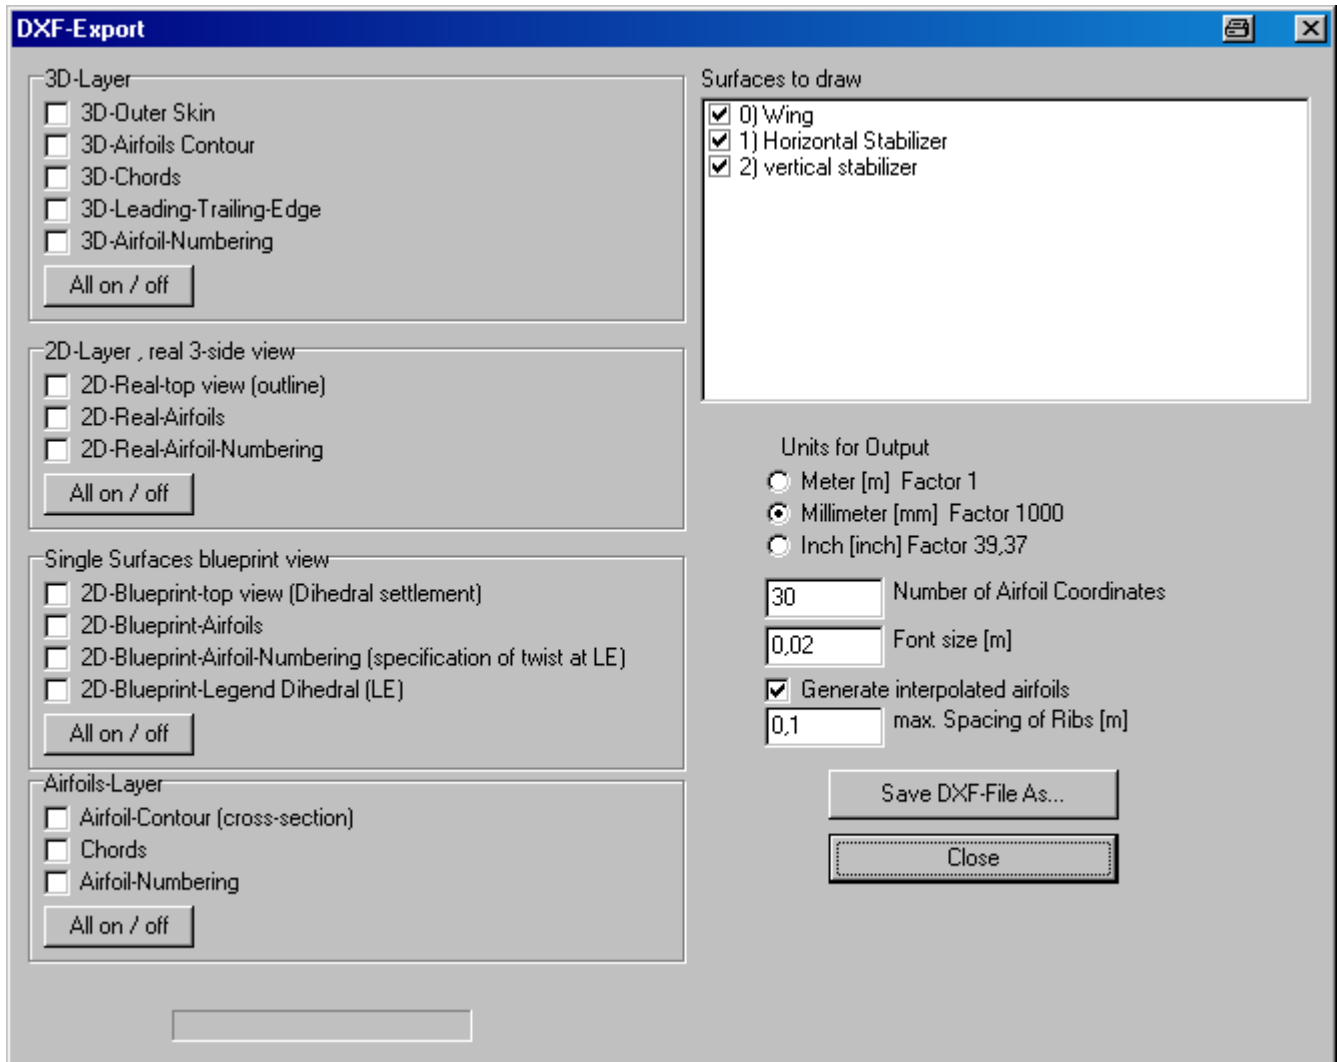 DXF-Export
3D-Layer
3D-Outer Skin
3D-Airfoils Contour
3D-Chords
3D-Leading-Trailing-Edge
3D-Airfoil-Numbering
All on / off
2D-Layer , real 3-side view
2D-Real-top view (outline)
2D-Real-Airfoils
2D-Real-Airfoil-Numbering
All on / off
Single Surfaces blueprint view
2D-Blueprint-top view (Dihedral settlement)
2D-Blueprint-Airfoils
2D-Blueprint-Airfoil-Numbering (specification of twist at LE)
2D-Blueprint-Legend Dihedral (LE)
All on / off
Airfoils-Layer
Airfoil-Contour (cross-section)
Chords
Airfoil-Numbering
All on / off
Surfaces to draw
0) Wing
1) Horizontal Stabilizer
2) vertical stabilizer
Units for Output
Meter [m]  Factor 1
Millimeter [mm]  Factor 1000
Inch [inch] Factor 39,37
30 Number of Airfoil Coordinates
0,02 Font size [m]
Generate interpolated airfoils
0,1 max. Spacing of Ribs [m]
Save DXF-File As...
Close